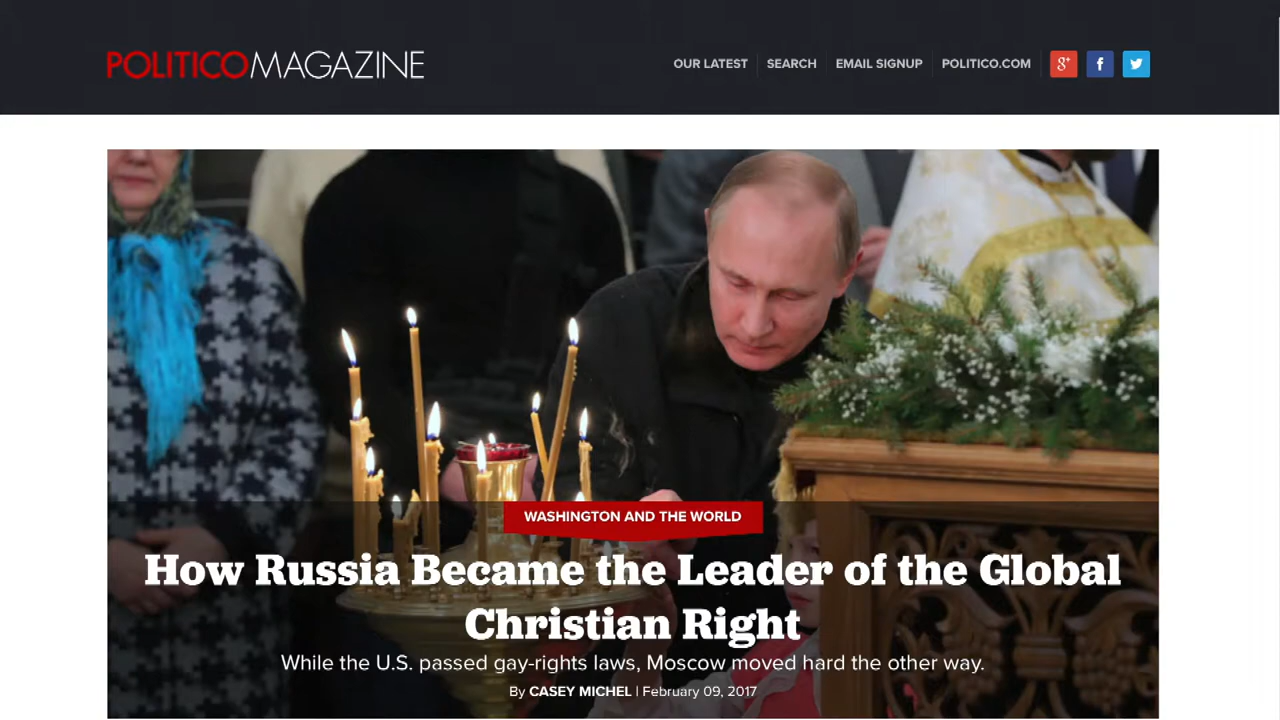 POLITICOMAGAZINE
OUR LATEST
SEARCH
EMAIL SIGNUP
POLITICO.COM
g+
f
WASHINGTON AND THE WORLD
How Russia Became the Leader of the Global
Christian Right
While the U.S. passed gay-rights laws, Moscow moved hard the other way.
By CASEY MICHEL | February 09, 2017